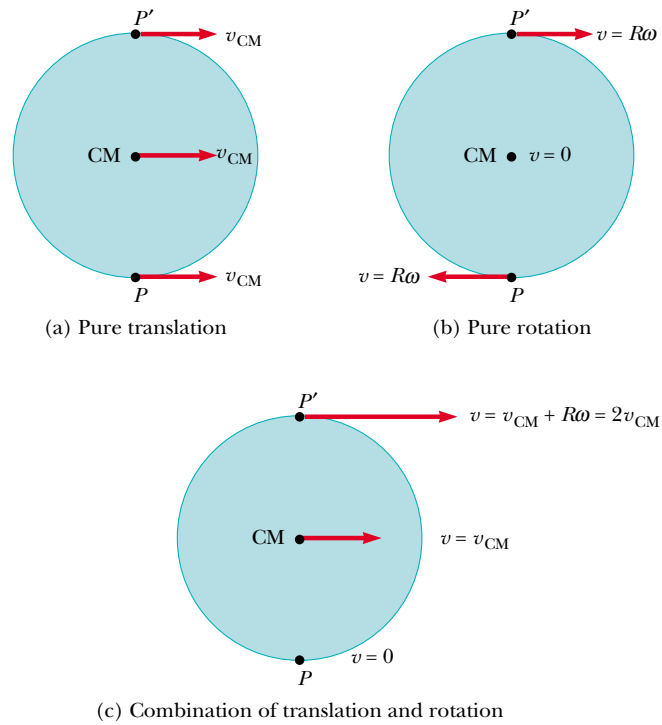 P′
v_CM
CM
v_CM
P
v_CM
(a) Pure translation
P′
v = Rω
CM
v = 0
v = Rω
P
(b) Pure rotation
P′
v = v_CM + Rω = 2v_CM
CM
v = v_CM
v = 0
P
(c) Combination of translation and rotation